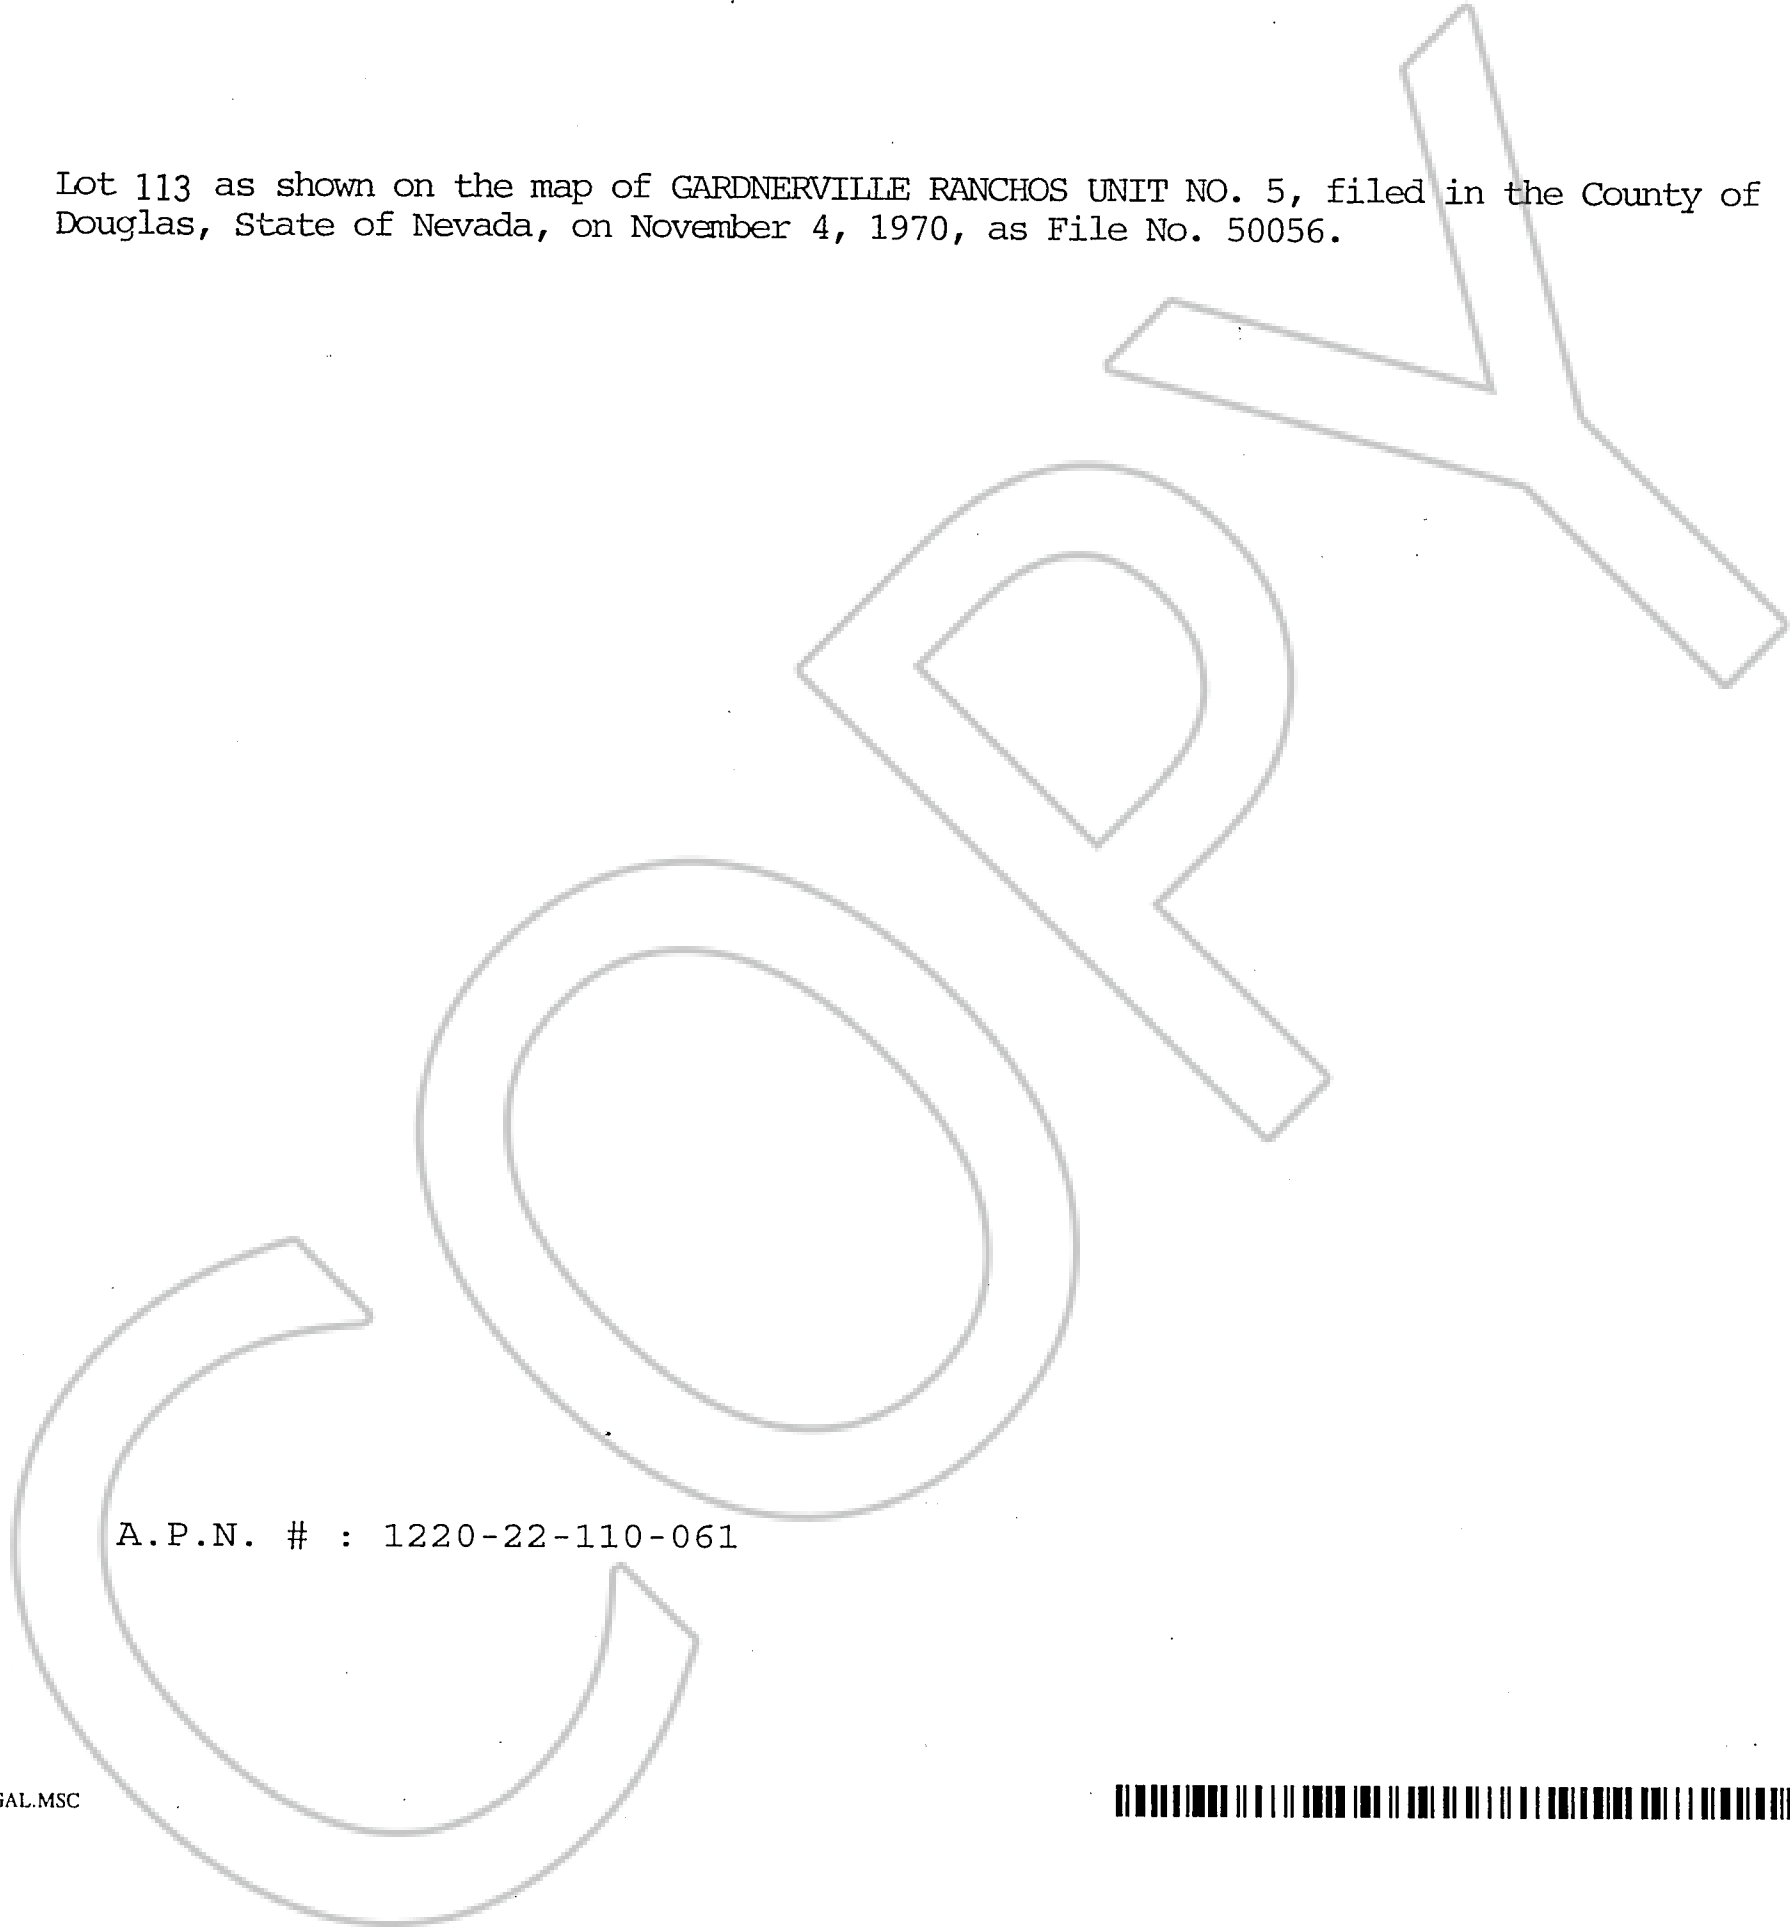 Lot 113 as shown on the map of GARDNERVILLE RANCHOS UNIT NO. 5, filed in the County of
Douglas, State of Nevada, on November 4, 1970, as File No. 50056.
COPY
A.P.N. # : 1220-22-110-061
GAL.MSC